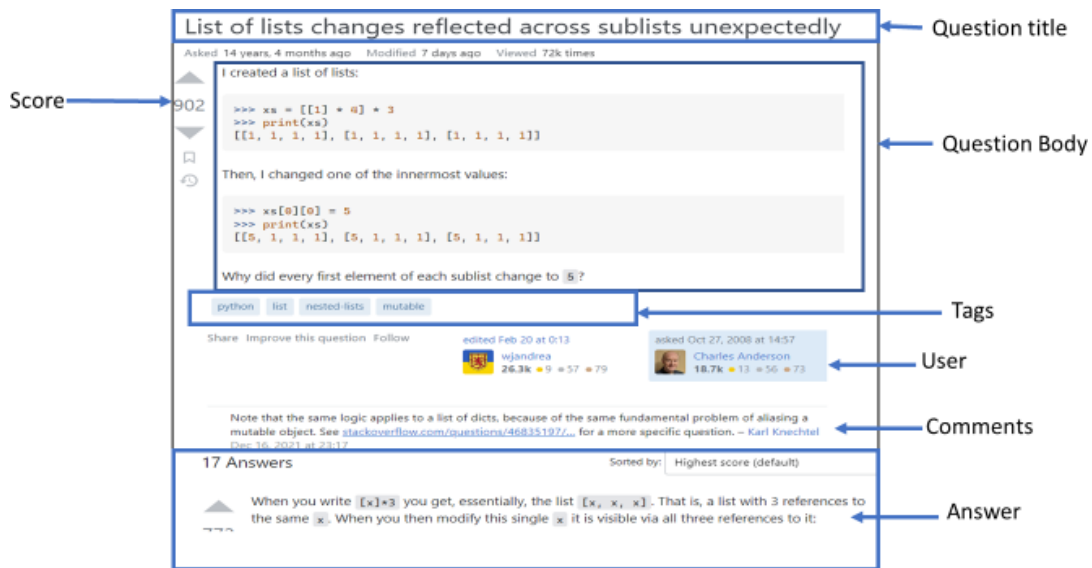 List of lists changes reflected across sublists unexpectedly
Question title
Asked 14 years, 4 months ago Modified 7 days ago Viewed 72k times
I created a list of lists:
Score
902
>>> xs = [[1] * 4] * 3
>>> print(xs)
[[1, 1, 1, 1], [1, 1, 1, 1], [1, 1, 1, 1]]
Question Body
Then, I changed one of the innermost values:
>>> xs[0][0] = 5
>>> print(xs)
[[5, 1, 1, 1], [5, 1, 1, 1], [5, 1, 1, 1]]
Why did every first element of each sublist change to 5?
python list nested-lists mutable
Tags
Share Improve this question Follow
edited Feb 20 at 0:13
wjandrea
26.3k 9 57 79
asked Oct 27, 2008 at 14:57
Charles Anderson
18.7k 13 56 73
User
Note that the same logic applies to a list of dicts, because of the same fundamental problem of aliasing a
mutable object. See stackoverflow.com/questions/46835197/... for a more specific question. – Karl Knechtel
Dec 16, 2021 at 23:17
Comments
17 Answers
Sorted by: Highest score (default)
When you write [x]*3 you get, essentially, the list [x, x, x]. That is, a list with 3 references to
the same x. When you then modify this single x it is visible via all three references to it:
Answer